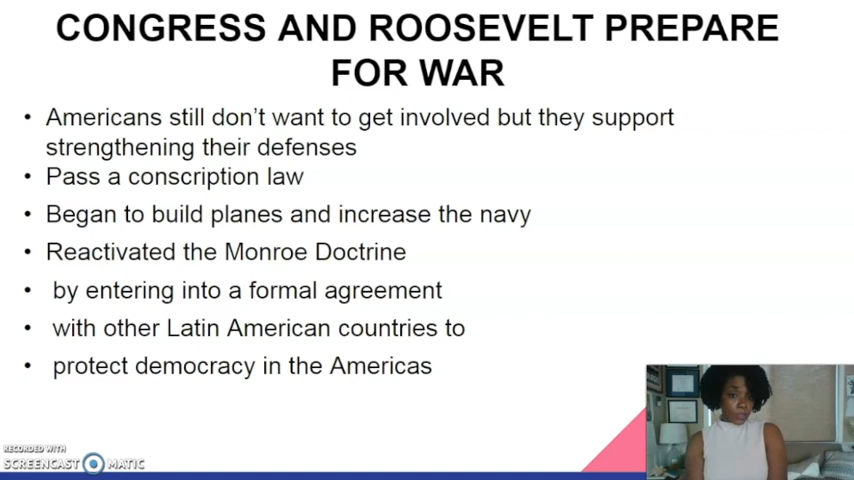 CONGRESS AND ROOSEVELT PREPARE
FOR WAR
• Americans still don't want to get involved but they support
strengthening their defenses
• Pass a conscription law
• Began to build planes and increase the navy
• Reactivated the Monroe Doctrine
• by entering into a formal agreement
• with other Latin American countries to
• protect democracy in the Americas
RECORDED WITH
SCREENCAST MATIC